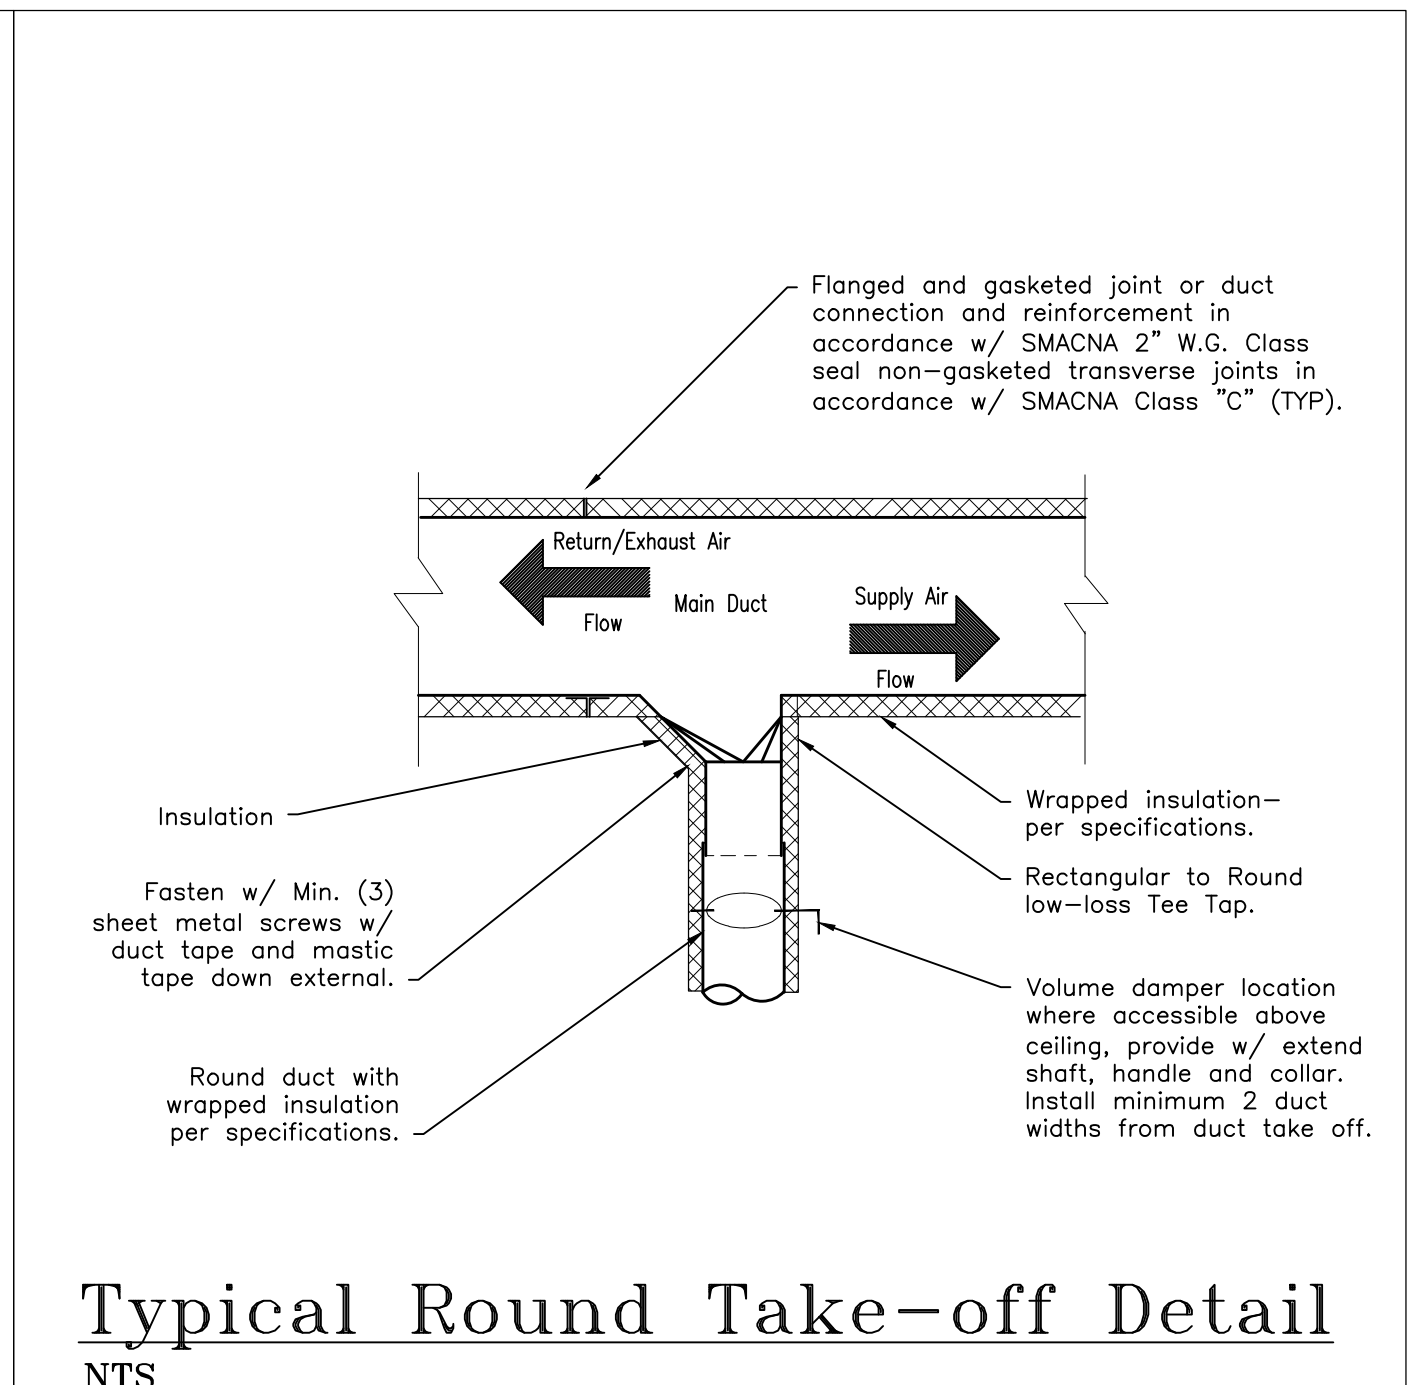 Flanged and gasketed joint or duct
connection and reinforcement in
accordance w/ SMACNA 2" W.G. Class
seal non-gasketed transverse joints in
accordance w/ SMACNA Class "C" (TYP).
Return/Exhaust Air
Flow
Main Duct
Supply Air
Flow
Insulation
Fasten w/ Min. (3)
sheet metal screws w/
duct tape and mastic
tape down external.
Round duct with
wrapped insulation
per specifications.
Wrapped insulation-
per specifications.
Rectangular to Round
low-loss Tee Tap.
Volume damper location
where accessible above
ceiling, provide w/ extend
shaft, handle and collar.
Install minimum 2 duct
widths from duct take off.
Typical Round Take-off Detail
NTS